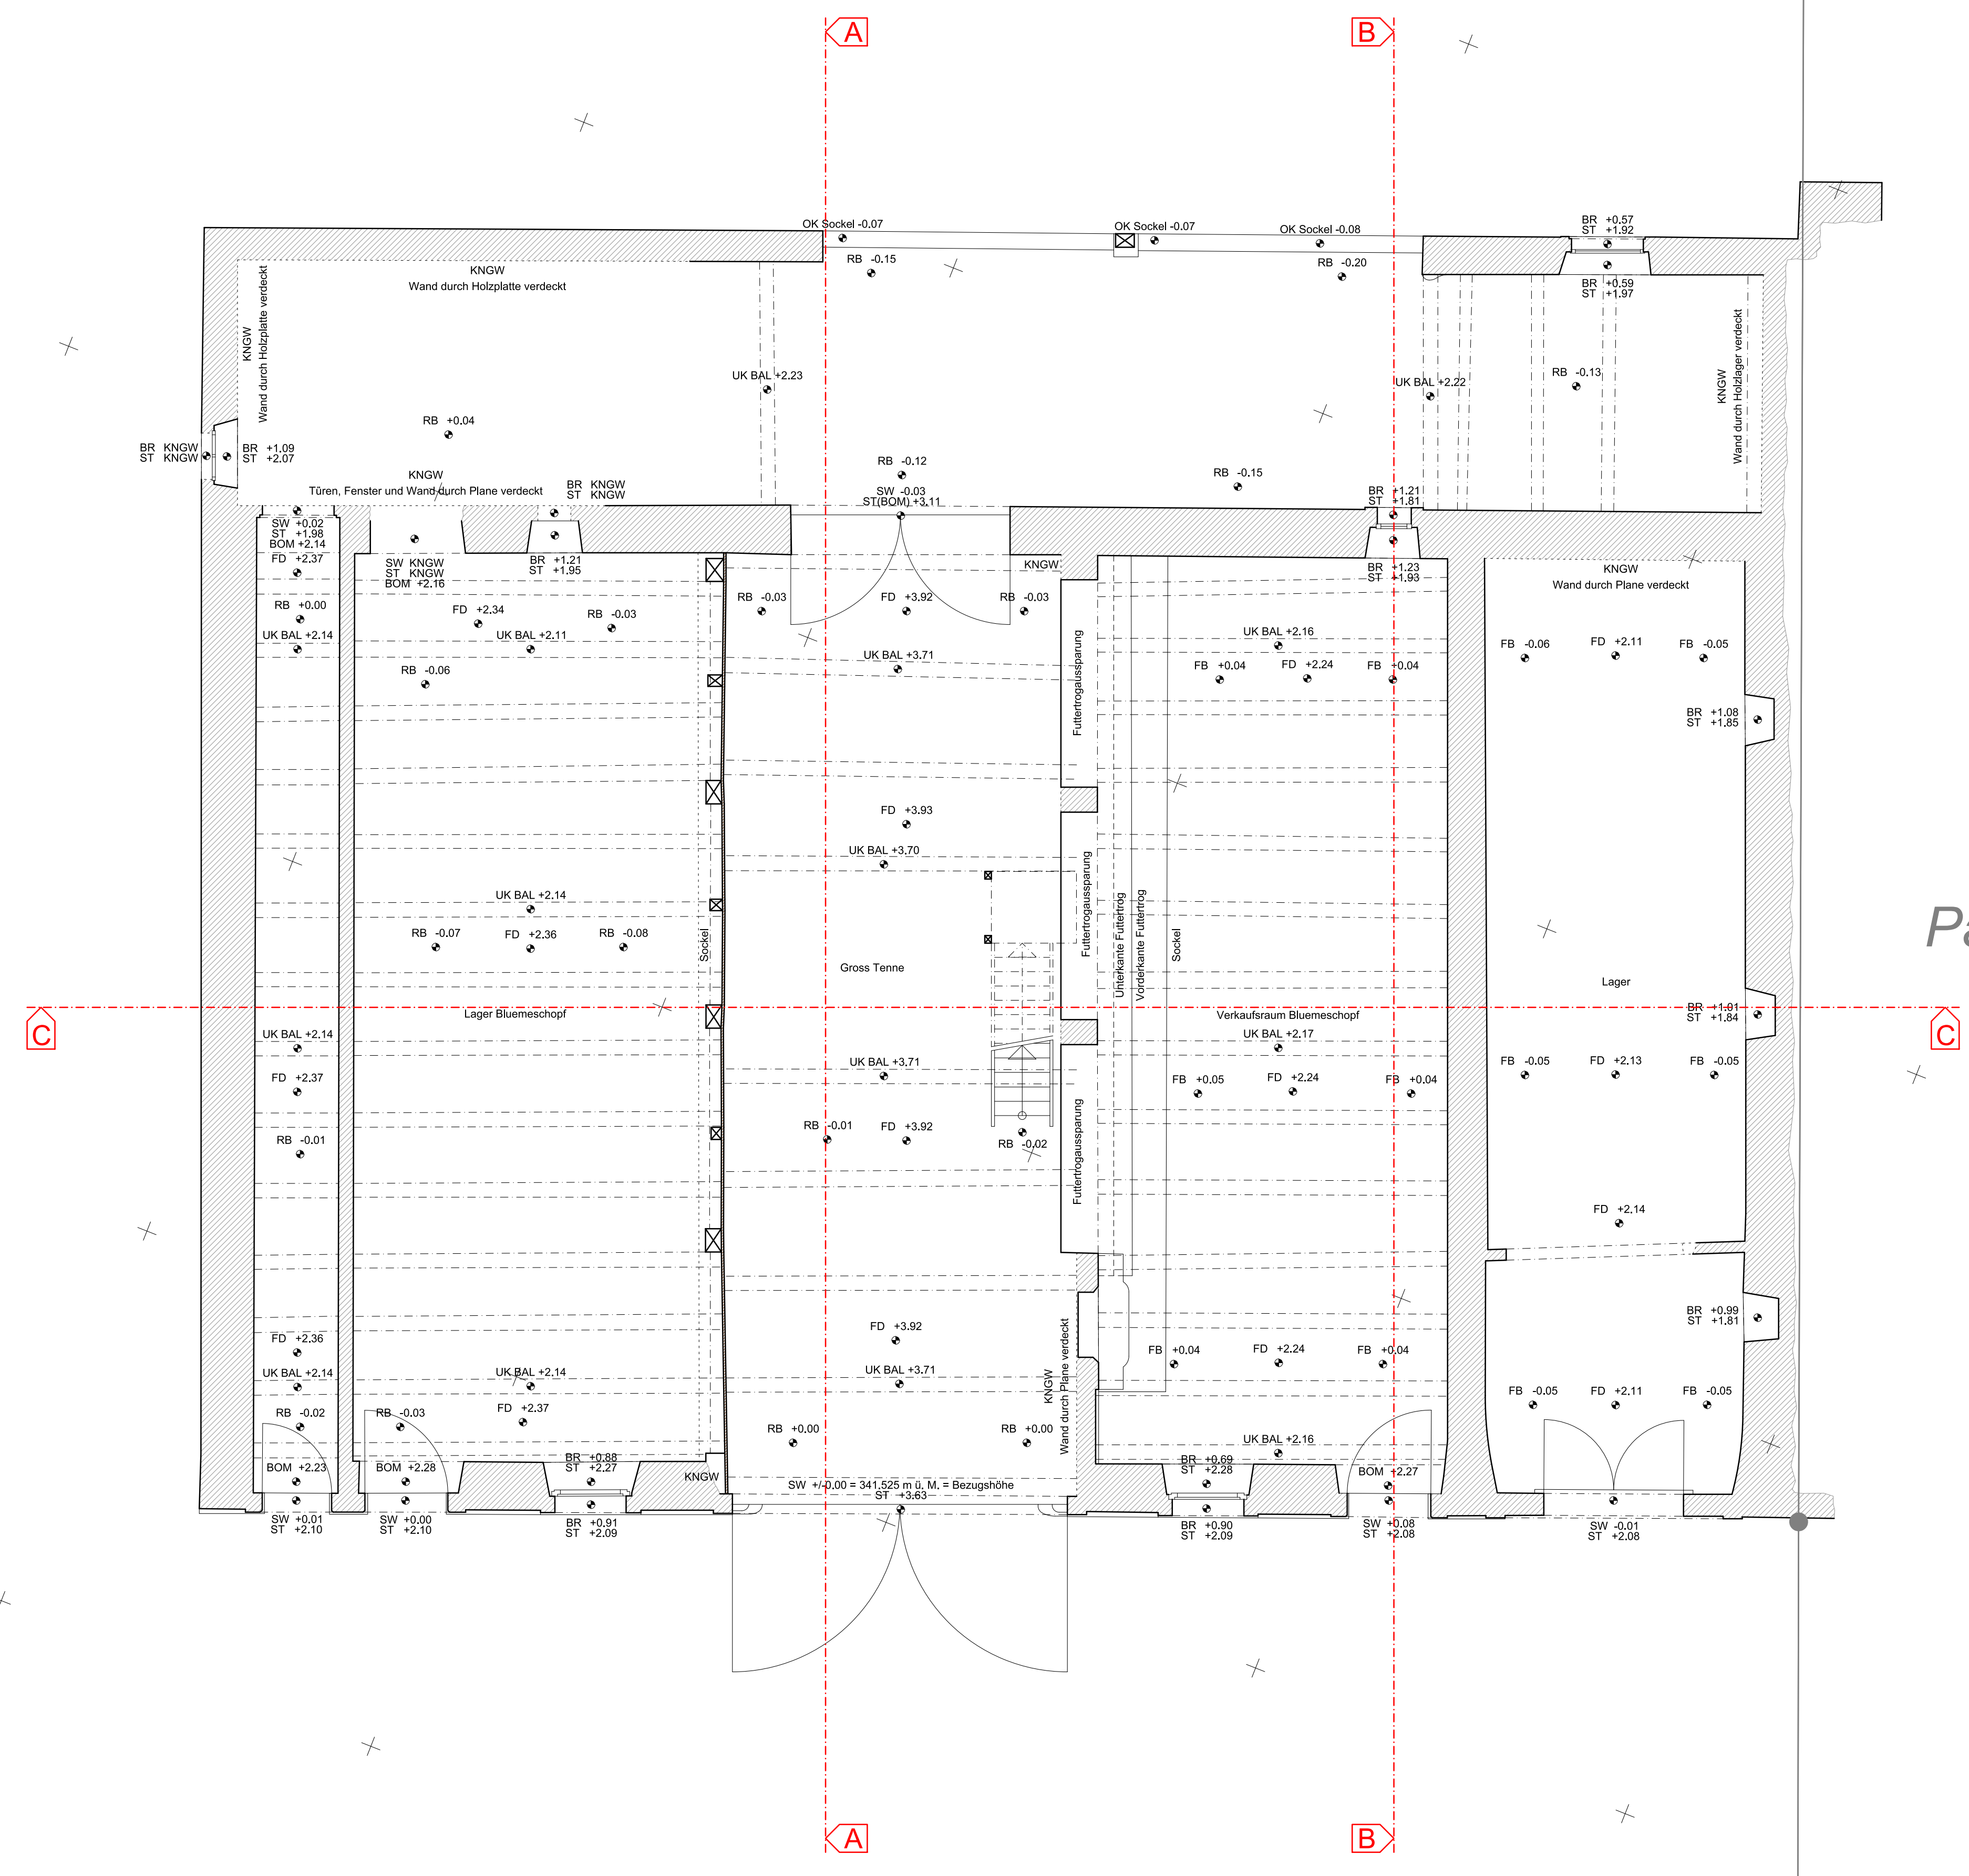 A
B
OK Sockel -0.07
OK Sockel -0.07
OK Sockel -0.08
BR +0.57
ST +1.92
RB -0.15
RB -0.20
KNGW
Wand durch Holzplatte verdeckt
KNGW
Wand durch Holzplatte verdeckt
BR +0.59
ST +1.97
UK BAL +2.23
UK BAL +2.22
RB -0.13
KNGW
Wand durch Holzlager verdeckt
RB +0.04
BR KNGW
ST KNGW
BR +1.09
ST +2.07
KNGW
Türen, Fenster und Wand durch Plane verdeckt
BR KNGW
ST KNGW
RB -0.12
SW -0.03
ST(BOM) +3.11
RB -0.15
BR +1.21
ST +1.81
SW +0.02
ST +1.98
BOM +2.14
FD +2.37
SW KNGW
ST KNGW
BOM +2.16
BR +1.21
ST +1.95
KNGW
BR +1.23
ST +1.93
KNGW
Wand durch Plane verdeckt
RB +0.00
FD +2.34
RB -0.03
RB -0.03
FD +3.92
RB -0.03
UK BAL +2.14
UK BAL +2.11
UK BAL +2.16
FB -0.06
FD +2.11
FB -0.05
RB -0.06
UK BAL +3.71
FB +0.04
FD +2.24
FB +0.04
Futtertrogaussparung
BR +1.08
ST +1.85
FD +3.93
UK BAL +3.70
UK BAL +2.14
RB -0.07
FD +2.36
RB -0.08
Sockel
Gross Tenne
Futtertrogaussparung
Unterkante Futtertrog
Vorderkante Futtertrog
Sockel
Lager
Pa
C
Lager Bluemeschopf
Verkaufsraum Bluemeschopf
BR +1.01
ST +1.84
C
UK BAL +2.14
UK BAL +2.17
FD +2.37
UK BAL +3.71
FB +0.05
FD +2.24
FB +0.04
FB -0.05
FD +2.13
FB -0.05
RB -0.01
RB -0.01
FD +3.92
RB -0.02
Futtertrogaussparung
FD +2.14
FD +2.36
FD +3.92
BR +0.99
ST +1.81
UK BAL +2.14
UK BAL +2.14
UK BAL +3.71
FB +0.04
FD +2.24
FB +0.04
KNGW
Wand durch Plane verdeckt
FB -0.05
FD +2.11
FB -0.05
RB -0.02
RB -0.03
FD +2.37
RB +0.00
RB +0.00
UK BAL +2.16
BOM +2.23
BOM +2.28
BR +0.88
ST +2.27
KNGW
BR +0.69
ST +2.28
BOM +2.27
SW +/-0.00 = 341.525 m ü. M. = Bezugshöhe
ST +3.63
SW +0.01
ST +2.10
SW +0.00
ST +2.10
BR +0.91
ST +2.09
BR +0.90
ST +2.09
SW +0.08
ST +2.08
SW -0.01
ST +2.08
A
B